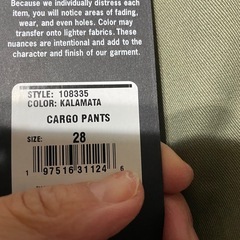 Because we individually distress each
item, you will notice areas of fading,
wear, and even holes. Color may
transfer onto lighter fabrics. These
nuances are intentional and add to the
character and finish of our garment.
STYLE: 108335
COLOR: KALAMATA
CARGO PANTS
SIZE:
28
1 97516 31124 6